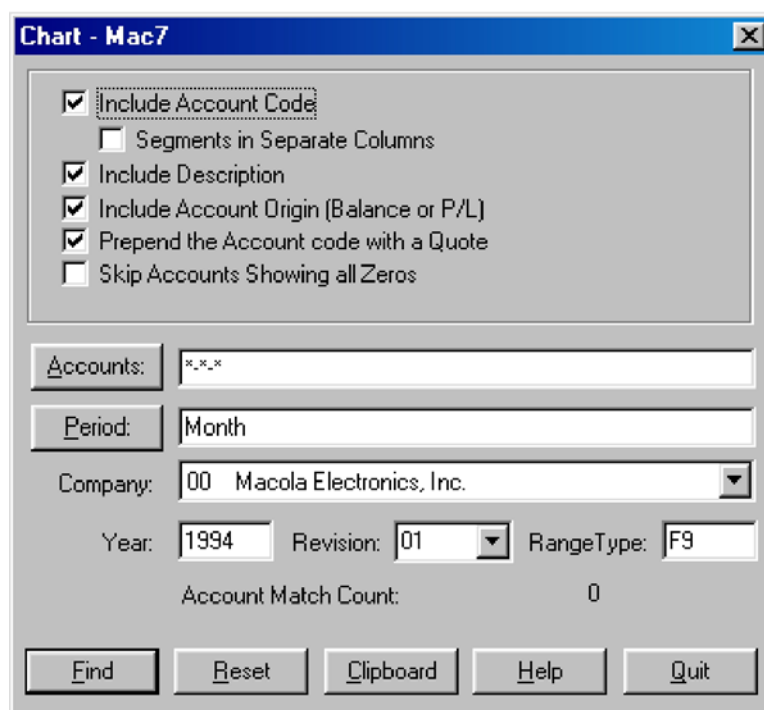 Chart - Mac7
Include Account Code
Segments in Separate Columns
Include Description
Include Account Origin (Balance or P/L)
Prepend the Account code with a Quote
Skip Accounts Showing all Zeros
Accounts: *-*-*
Period: Month
Company: 00 Macola Electronics, Inc.
Year: 1994 Revision: 01 RangeType: F9
Account Match Count: 0
Find Reset Clipboard Help Quit